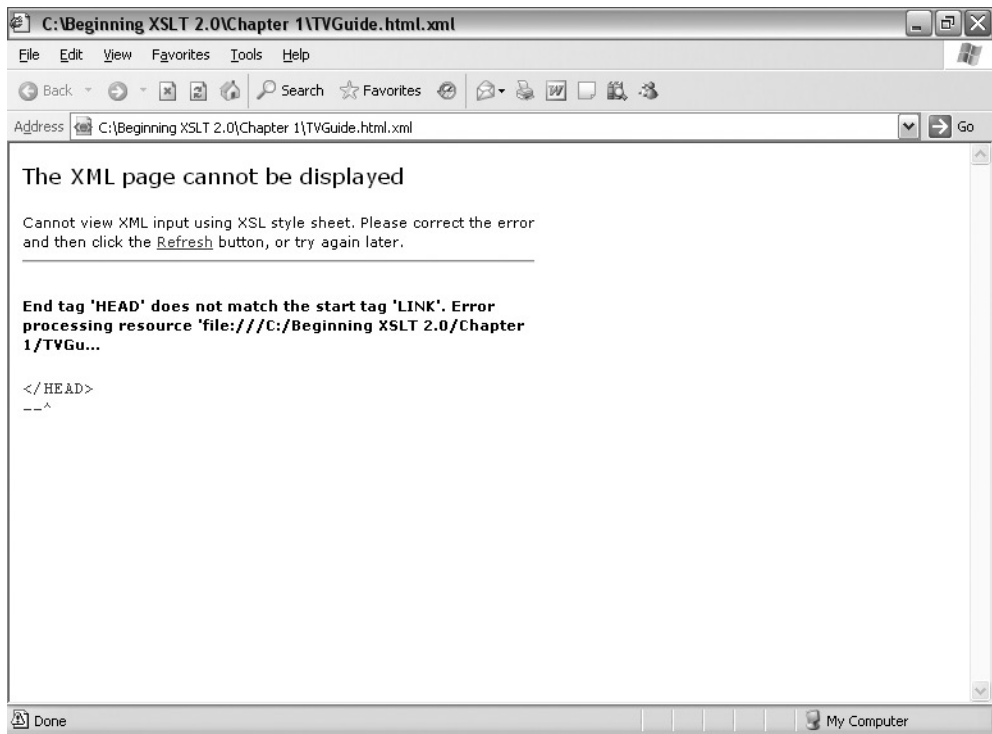 C:\Beginning XSLT 2.0\Chapter 1\TVGuide.html.xml
File Edit View Favorites Tools Help
Back Search Favorites
Address C:\Beginning XSLT 2.0\Chapter 1\TVGuide.html.xml Go
The XML page cannot be displayed
Cannot view XML input using XSL style sheet. Please correct the error
and then click the Refresh button, or try again later.
End tag 'HEAD' does not match the start tag 'LINK'. Error
processing resource 'file:///C:/Beginning XSLT 2.0/Chapter
1/TVGu...
</HEAD>
--^
Done My Computer